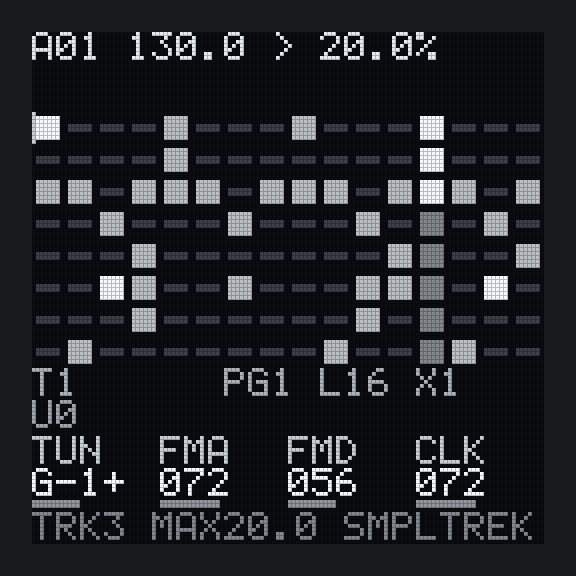 A01 130.0 > 20.0%
T1 PG1 L16 X1
U0
TUN FMA FMD CLK
G-1+ 072 056 072
TRK3 MAX20.0 SMPLTREK